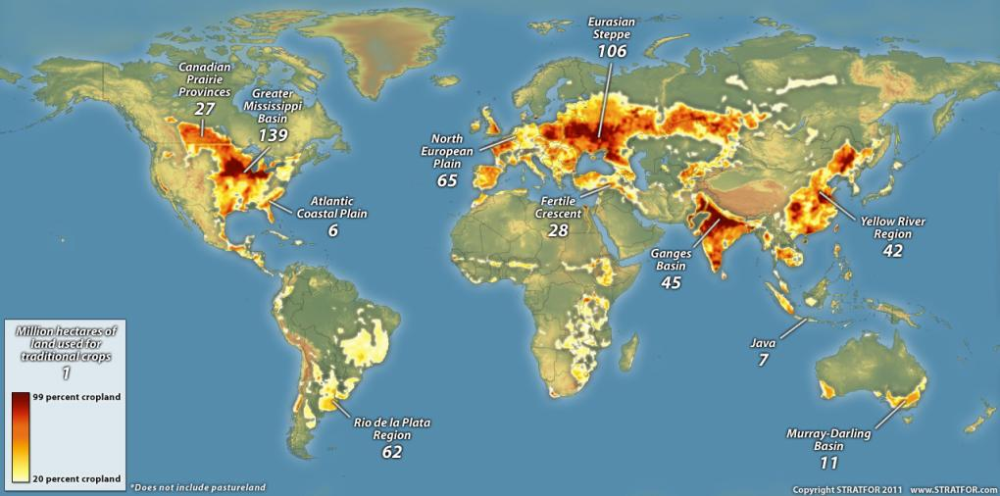 Eurasian
Steppe
106
Canadian
Prairie
Provinces
27
Greater
Mississippi
Basin
139
North
European
Plain
65
Atlantic
Coastal Plain
6
Fertile
Crescent
28
Yellow River
Region
42
Ganges
Basin
45
Java
7
Rio de la Plata
Region
62
Murray-Darling
Basin
11
Million hectares of
land used for
traditional crops
1
99 percent cropland
20 percent cropland
*Does not include pastureland
Copyright STRATFOR 2011 www.STRATFOR.com